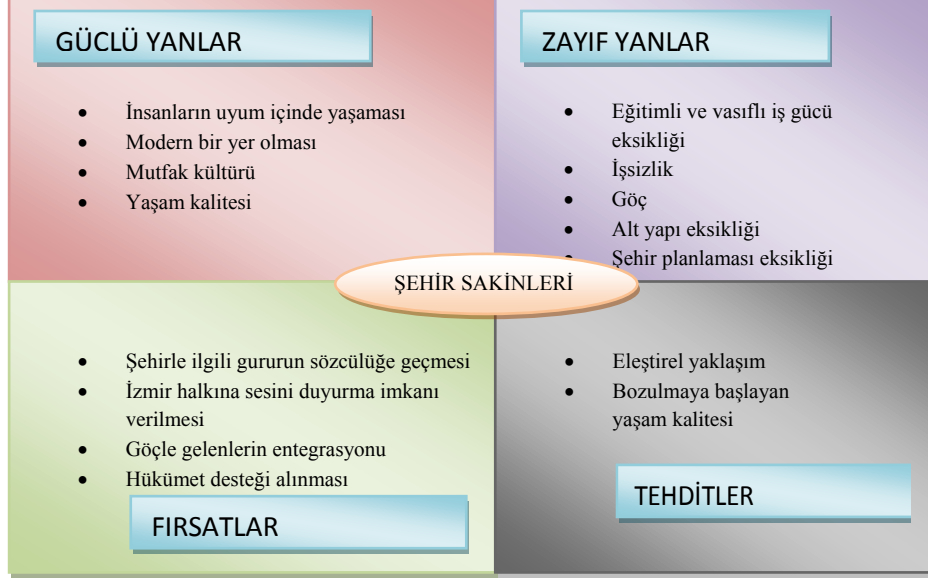 GÜCLÜ YANLAR
• İnsanların uyum içinde yaşaması
• Modern bir yer olması
• Mutfak kültürü
• Yaşam kalitesi
ZAYIF YANLAR
• Eğitimli ve vasıflı iş gücü
eksikliği
• İşsizlik
• Göç
• Alt yapı eksikliği
• Şehir planlaması eksikliği
ŞEHİR SAKİNLERİ
• Şehirle ilgili gururun sözcülüğe geçmesi
• İzmir halkına sesini duyurma imkanı
verilmesi
• Göçle gelenlerin entegrasyonu
• Hükümet desteği alınması
FIRSATLAR
• Eleştirel yaklaşım
• Bozulmaya başlayan
yaşam kalitesi
TEHDİTLER